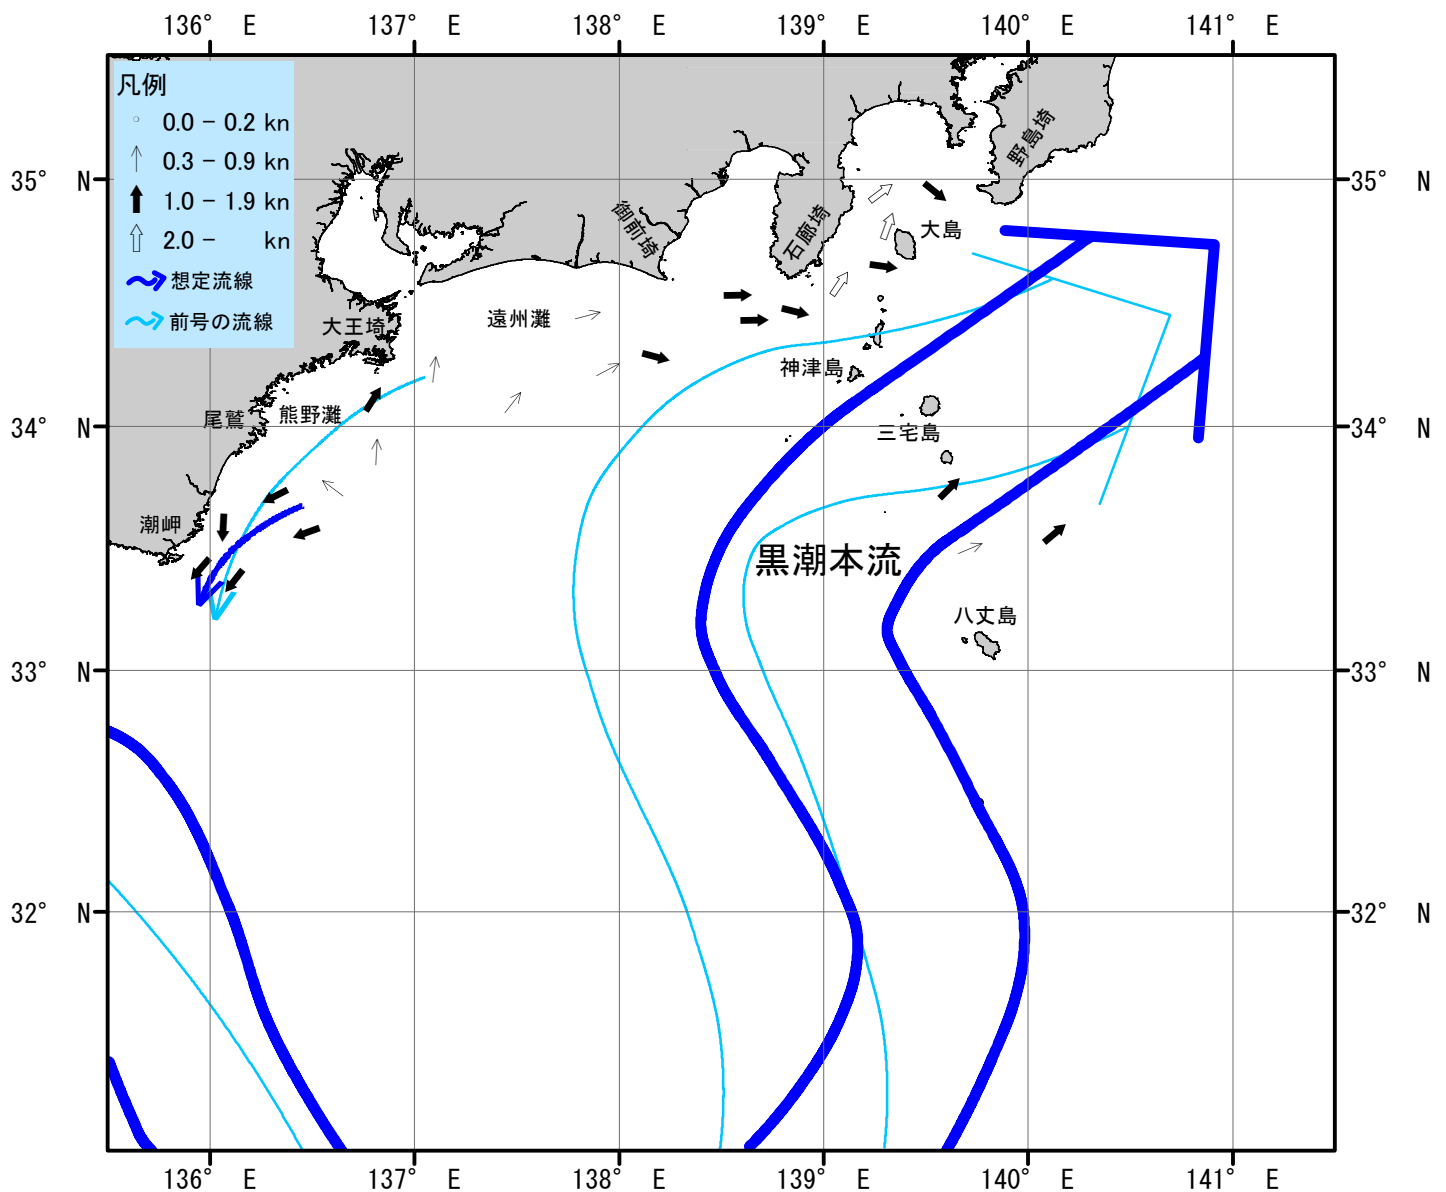 136° E 137° E 138° E 139° E 140° E 141° E
凡例
0.0 - 0.2 kn
0.3 - 0.9 kn
1.0 - 1.9 kn
2.0 - kn
想定流線
前号の流線
野島埼
35° N
35° N
御前埼
石廊埼
大島
大王埼
遠州灘
神津島
尾鷲
熊野灘
34° N
34° N
三宅島
潮岬
黒潮本流
八丈島
33° N
33° N
32° N
32° N
136° E 137° E 138° E 139° E 140° E 141° E